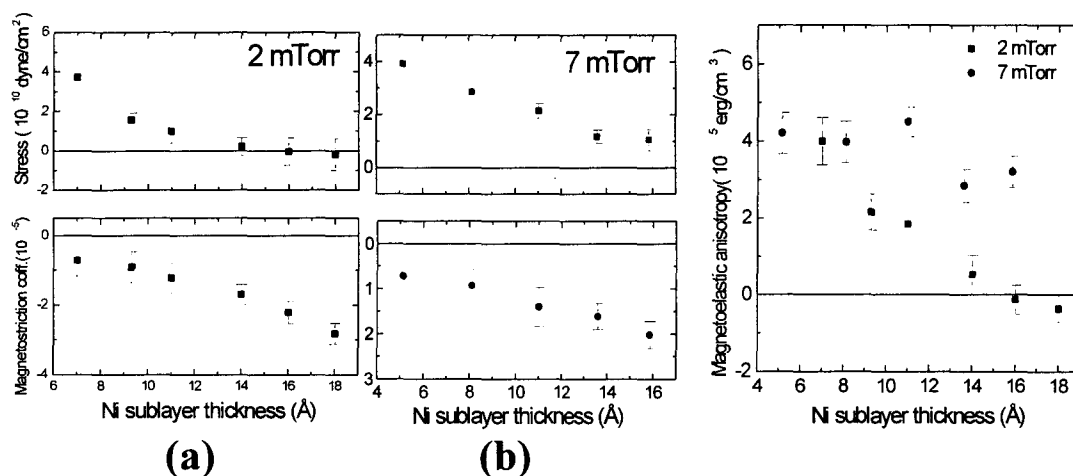 Stress ( 10 10 dyne/cm2)
6
4
2
0
-2
2 mTorr
Magnetostriction coff.(10 -5)
0
-2
-4
6 8 10 12 14 16 18
Ni sublayer thickness (Å)
(a)
4
2
0
7 mTorr
0
1
2
3
4 6 8 10 12 14 16
Ni sublayer thickness (Å)
(b)
Magnetoelastic anisotropy( 10 5 erg/cm 3)
6
4
2
0
-2
2 mTorr
7 mTorr
4 6 8 10 12 14 16 18
Ni sublayer thickness (Å)